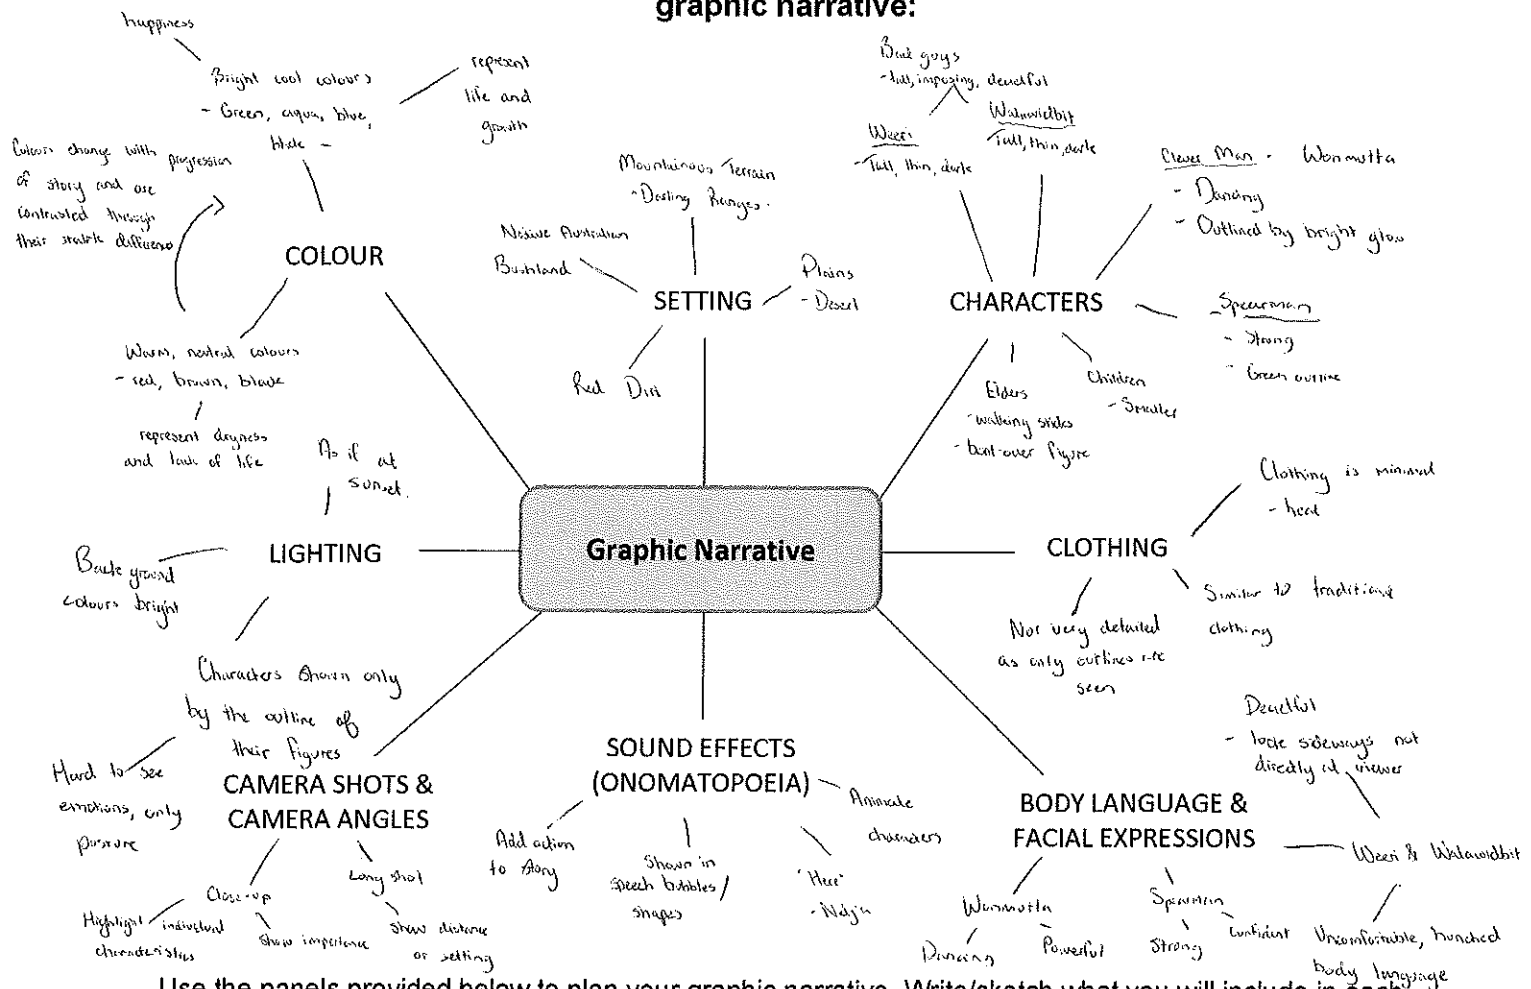 graphic narrative:
happiness
Bright cool colours
- Green, aqua, blue,
black -
represent
life and
growth
Colours change with progression
of story and are
contrasted through
their stark difference
COLOUR
Warm, neutral colours
- red, brown, black
represent dryness
and lack of life
Mountainous Terrain
- Darling Ranges.
Native Australian
Bushland
SETTING
Plains
- Desert
Red Dirt
Bad guys
- tall, imposing, deceitful
Weeri
- Tall, thin, dark
Walawidbit
Tall, thin, dark
CHARACTERS
Clever Man - Wonmutta
- Dancing
- Outlined by bright glow
- Spearman
- Strong
- Green outline
Elders
- walking sticks
- bent-over figure
Children
- Smaller
As if at
sunset.
LIGHTING
Background
colours bright
Characters shown only
by the outline of
their figures
Hard to see
emotions, only
posture
Graphic Narrative
CLOTHING
Clothing is minimal
- heat
Similar to traditional
clothing
Not very detailed
as only outlines are
seen
CAMERA SHOTS &
CAMERA ANGLES
Close-up
Highlight individual
characteristics
Show importance
Long shot
Show distance
or setting
SOUND EFFECTS
(ONOMATOPOEIA)
Add action
to story
Shown in
speech bubbles/
shapes
Animate
characters
"Here"
BODY LANGUAGE &
FACIAL EXPRESSIONS
Deceitful
- look sideways not
directly at viewer
Weeri & Walawidbit
Uncomfortable, hunched
body language
Wonmutta
Dancing
Powerful
Spearman
Strong
Confident
Use the panels provided below to plan your graphic narrative. Write/sketch what you will include in each